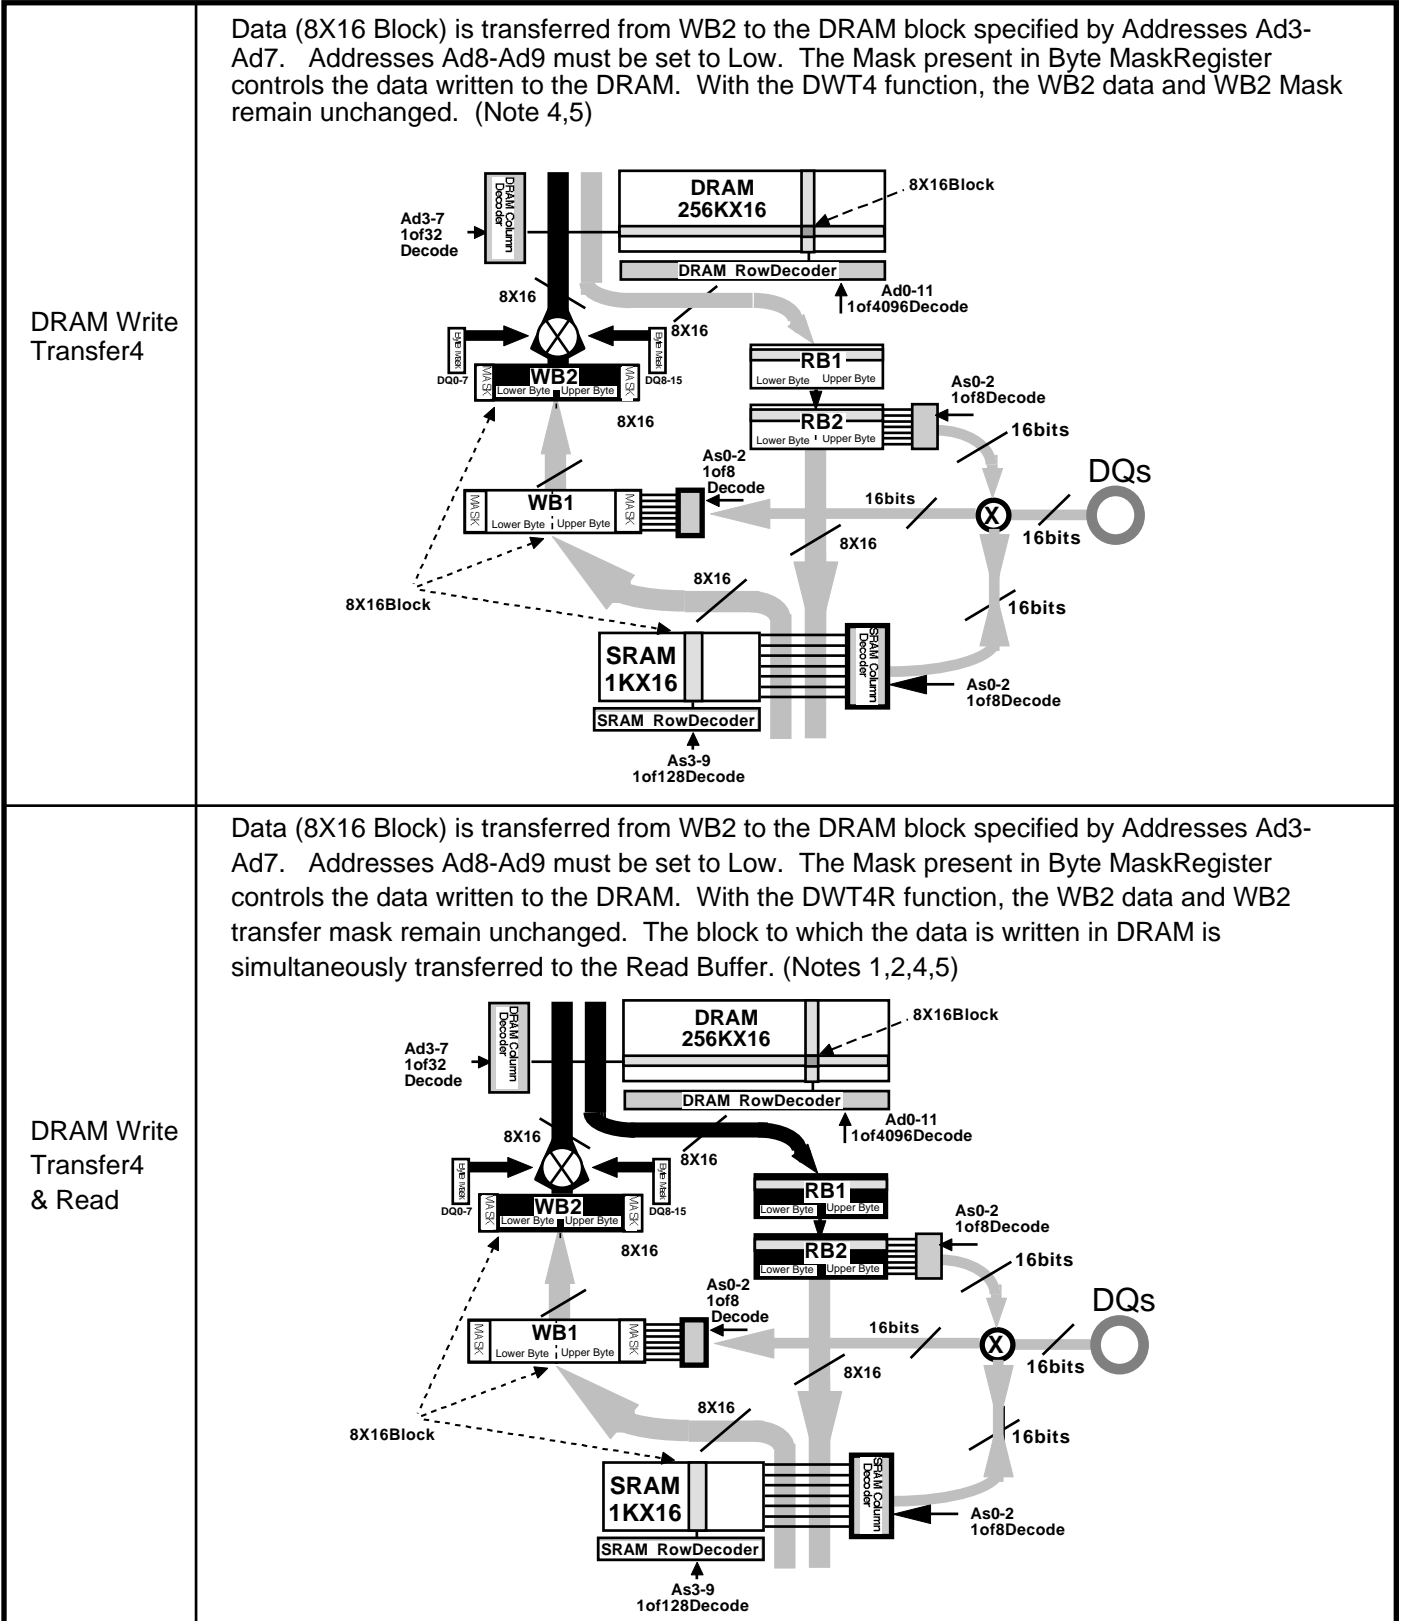 Data (8X16 Block) is transferred from WB2 to the DRAM block specified by Addresses Ad3-
Ad7.   Addresses Ad8-Ad9 must be set to Low.  The Mask present in Byte MaskRegister
controls the data written to the DRAM.  With the DWT4 function, the WB2 data and WB2 Mask
remain unchanged.  (Note 4,5)
DRAM Write
Transfer4
DRAM Column
Decoder
DRAM
256KX16
8X16Block
Ad3-7
1of32
Decode
DRAM RowDecoder
8X16
Ad0-11
1of4096Decode
8X16
Byte Mask
Byte Mask
DQ0-7
DQ8-15
MASK
WB2
MASK
Lower Byte
Upper Byte
8X16
RB1
Lower Byte
Upper Byte
As0-2
1of8Decode
RB2
Lower Byte
Upper Byte
16bits
As0-2
1of8
Decode
DQs
MASK
WB1
MASK
Lower Byte
Upper Byte
16bits
X
16bits
8X16
8X16
8X16Block
16bits
SRAM
1KX16
SRAM Column
Decoder
As0-2
1of8Decode
SRAM RowDecoder
As3-9
1of128Decode
Data (8X16 Block) is transferred from WB2 to the DRAM block specified by Addresses Ad3-
Ad7.   Addresses Ad8-Ad9 must be set to Low.  The Mask present in Byte MaskRegister
controls the data written to the DRAM.  With the DWT4R function, the WB2 data and WB2
transfer mask remain unchanged.  The block to which the data is written in DRAM is
simultaneously transferred to the Read Buffer. (Notes 1,2,4,5)
DRAM Write
Transfer4
& Read
DRAM Column
Decoder
DRAM
256KX16
8X16Block
Ad3-7
1of32
Decode
DRAM RowDecoder
8X16
Ad0-11
1of4096Decode
8X16
Byte Mask
Byte Mask
DQ0-7
DQ8-15
MASK
WB2
MASK
Lower Byte
Upper Byte
8X16
RB1
Lower Byte
Upper Byte
As0-2
1of8Decode
RB2
Lower Byte
Upper Byte
16bits
As0-2
1of8
Decode
DQs
MASK
WB1
MASK
Lower Byte
Upper Byte
16bits
X
16bits
8X16
8X16
8X16Block
16bits
SRAM
1KX16
SRAM Column
Decoder
As0-2
1of8Decode
SRAM RowDecoder
As3-9
1of128Decode